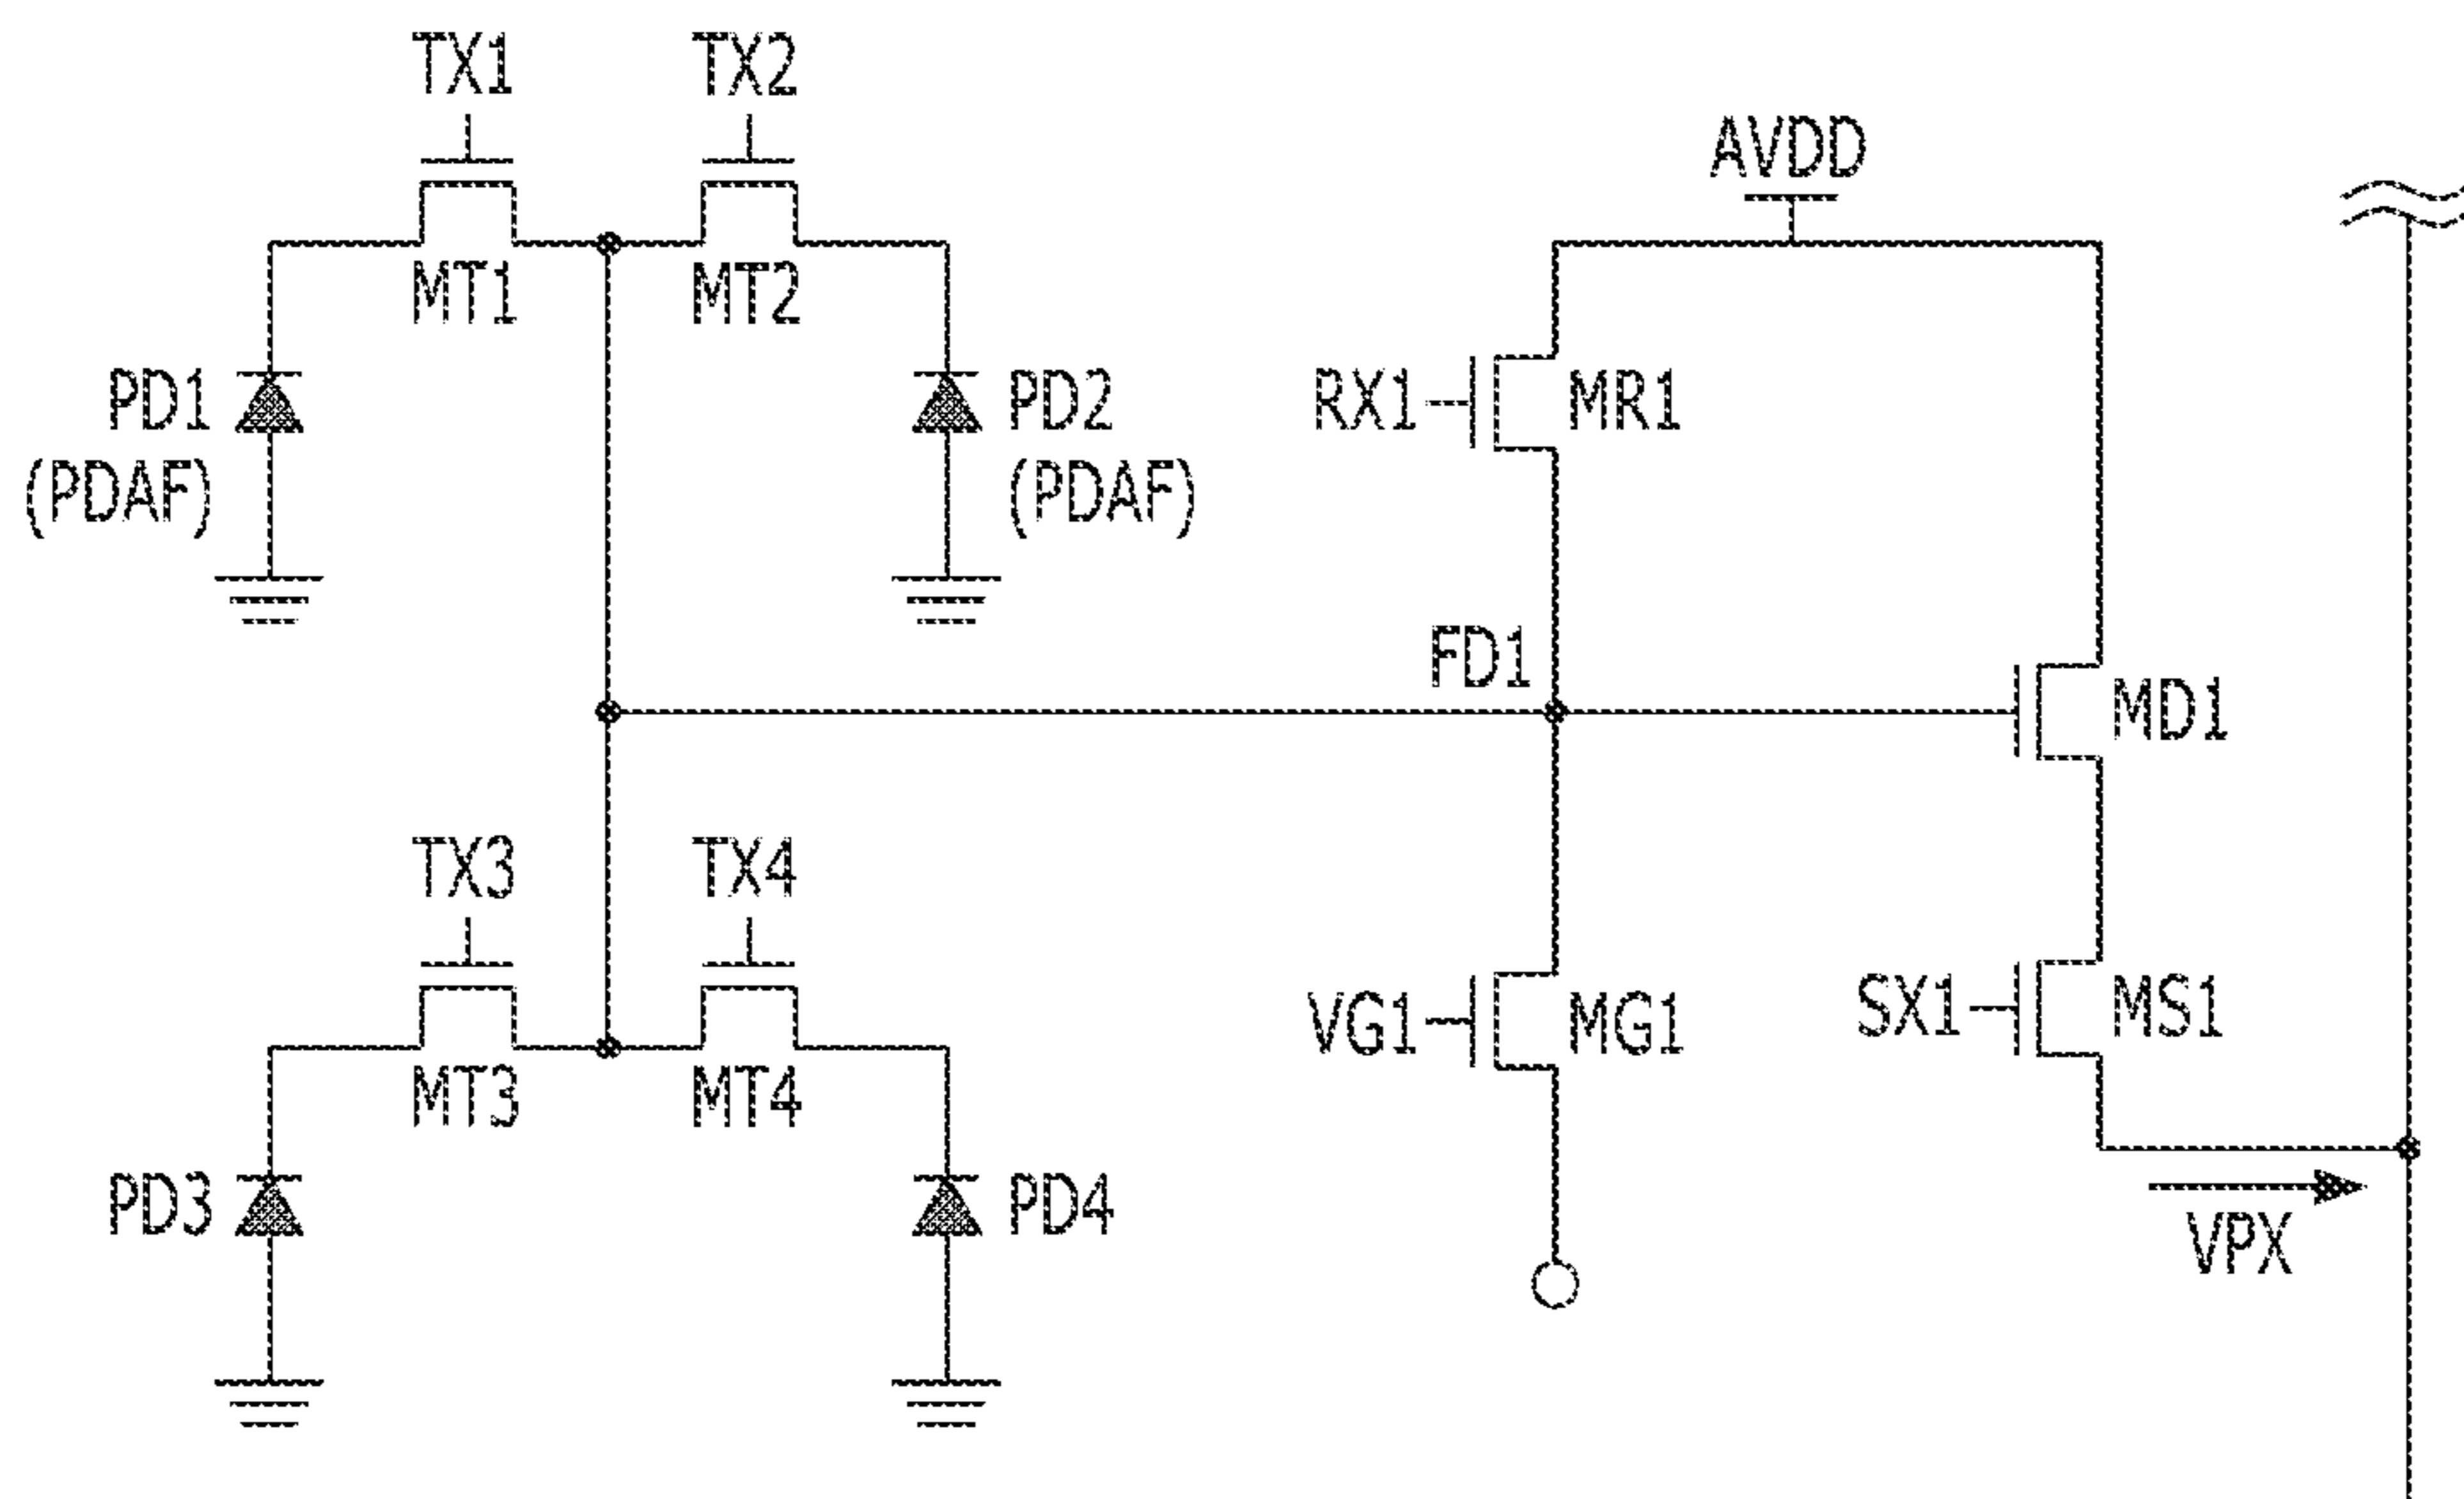 TX1
TX2
MT1
MT2
PD1
(PDAF)
PD2
(PDAF)
AVDD
RX1
MR1
FD1
MD1
TX3
TX4
MT3
MT4
PD3
PD4
VG1
MG1
SX1
MS1
VPX